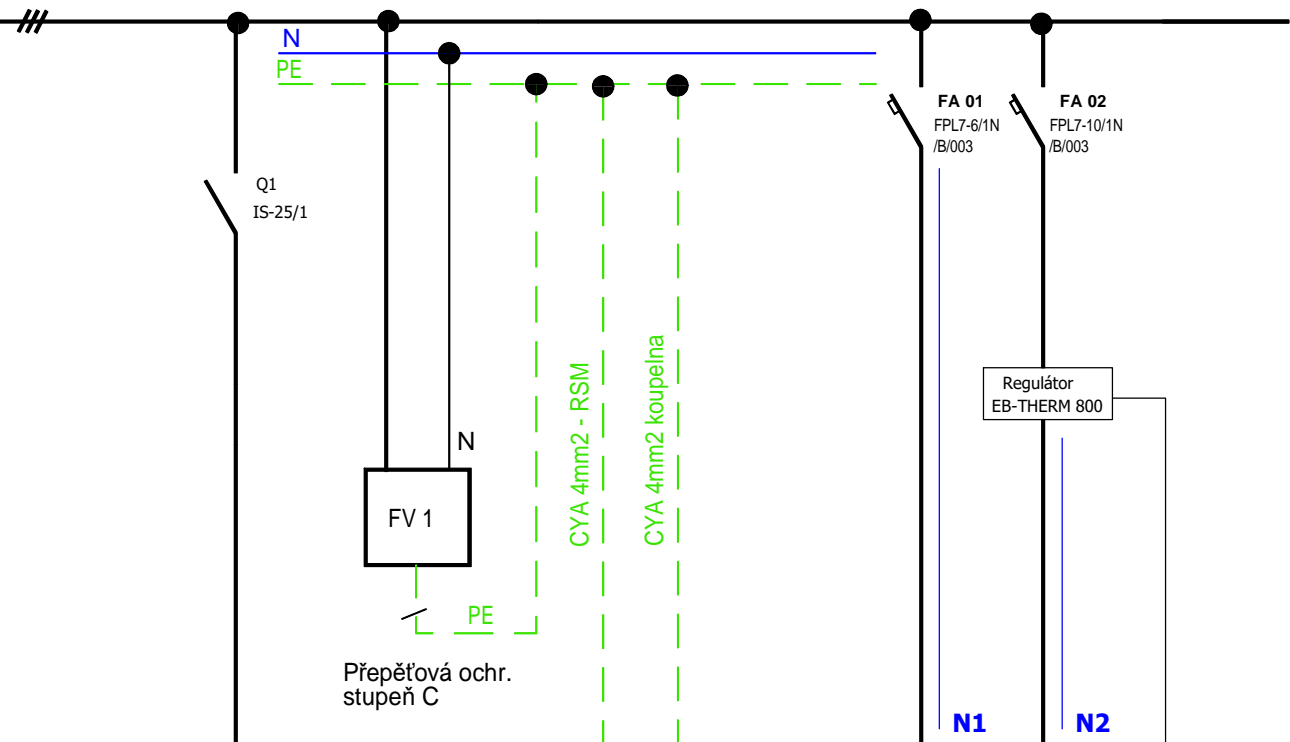 N
PE
FA 01
FPL7-6/1N
/B/003
FA 02
FPL7-10/1N
/B/003
Q1
IS-25/1
CYA 4mm2 - RSM
CYA 4mm2 koupelna
Regulátor
EB-THERM 800
N
FV 1
PE
Přepěťová ochr.
stupeň C
N1
N2